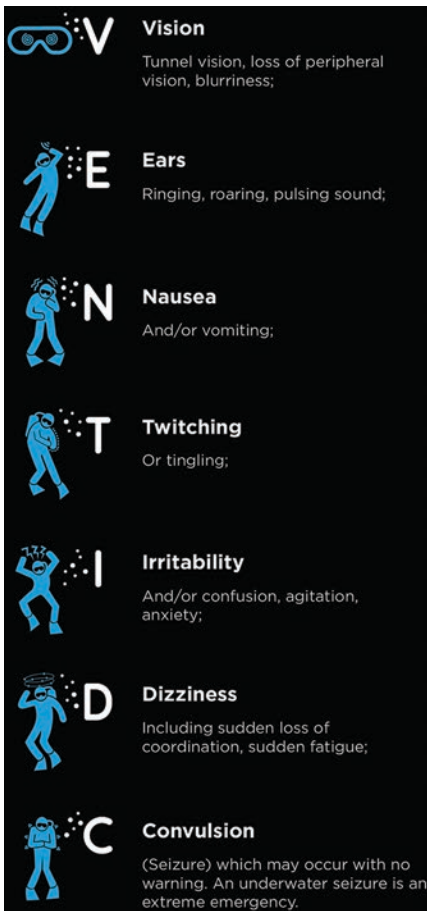 V
Vision
Tunnel vision, loss of peripheral
vision, blurriness;
E
Ears
Ringing, roaring, pulsing sound;
N
Nausea
And/or vomiting;
T
Twitching
Or tingling;
I
Irritability
And/or confusion, agitation,
anxiety;
D
Dizziness
Including sudden loss of
coordination, sudden fatigue;
C
Convulsion
(Seizure) which may occur with no
warning. An underwater seizure is an
extreme emergency.